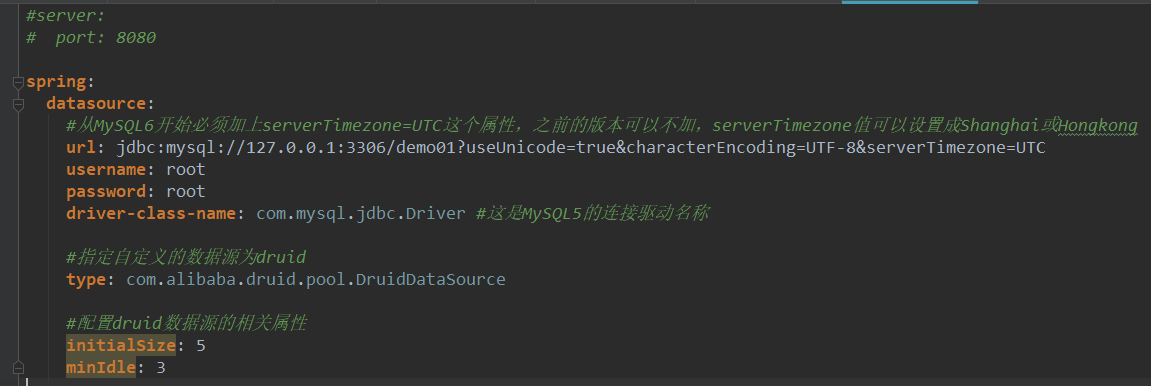 #server:
#  port: 8080
spring:
datasource:
#从MySQL6开始必须加上serverTimezone=UTC这个属性，之前的版本可以不加，serverTimezone值可以设置成Shanghai或Hongkong
url: jdbc:mysql://127.0.0.1:3306/demo01?useUnicode=true&characterEncoding=UTF-8&serverTimezone=UTC
username: root
password: root
driver-class-name: com.mysql.jdbc.Driver #这是MySQL5的连接驱动名称
#指定自定义的数据源为druid
type: com.alibaba.druid.pool.DruidDataSource
#配置druid数据源的相关属性
initialSize: 5
minIdle: 3